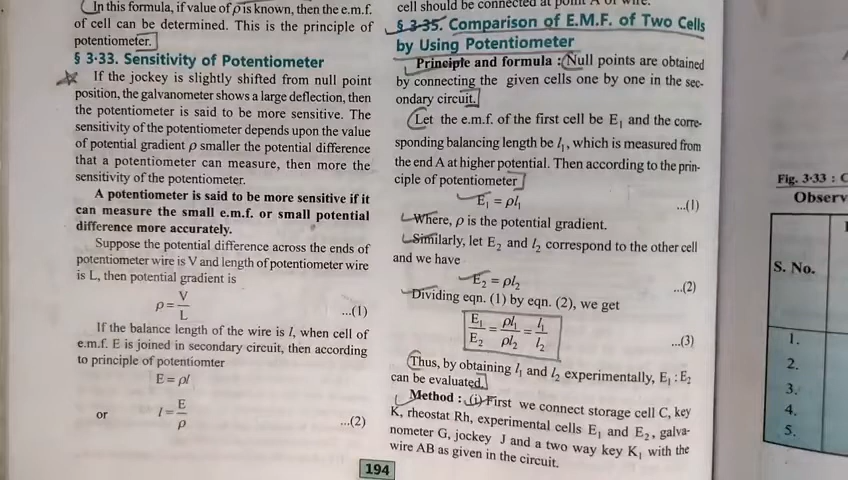 In this formula, if value of ρ is known, then the e.m.f.
of cell can be determined. This is the principle of
potentiometer.
§ 3·33. Sensitivity of Potentiometer
If the jockey is slightly shifted from null point
position, the galvanometer shows a large deflection, then
the potentiometer is said to be more sensitive. The
sensitivity of the potentiometer depends upon the value
of potential gradient ρ smaller the potential difference
that a potentiometer can measure, then more the
sensitivity of the potentiometer.
A potentiometer is said to be more sensitive if it
can measure the small e.m.f. or small potential
difference more accurately.
Suppose the potential difference across the ends of
potentiometer wire is V and length of potentiometer wire
is L, then potential gradient is
ρ = V/L ...(1)
If the balance length of the wire is l, when cell of
e.m.f. E is joined in secondary circuit, then according
to principle of potentiomter
E = ρl
or l = E/ρ ...(2)
194
cell should be connected at point A of wire.
§ 3·35. Comparison of E.M.F. of Two Cells
by Using Potentiometer
Principle and formula : Null points are obtained
by connecting the given cells one by one in the sec-
ondary circuit.
Let the e.m.f. of the first cell be E₁ and the corre-
sponding balancing length be l₁, which is measured from
the end A at higher potential. Then according to the prin-
ciple of potentiometer
E₁ = ρl₁ ...(1)
Where, ρ is the potential gradient.
Similarly, let E₂ and l₂ correspond to the other cell
and we have
E₂ = ρl₂ ...(2)
Dividing eqn. (1) by eqn. (2), we get
E₁/E₂ = ρl₁/ρl₂ = l₁/l₂ ...(3)
Thus, by obtaining l₁ and l₂ experimentally, E₁ : E₂
can be evaluated.
Method : (i) First we connect storage cell C, key
K, rheostat Rh, experimental cells E₁ and E₂, galva-
nometer G, jockey J and a two way key K₁ with the
wire AB as given in the circuit.
Fig. 3·33 : C
Observ
S. No.
1.
2.
3.
4.
5.